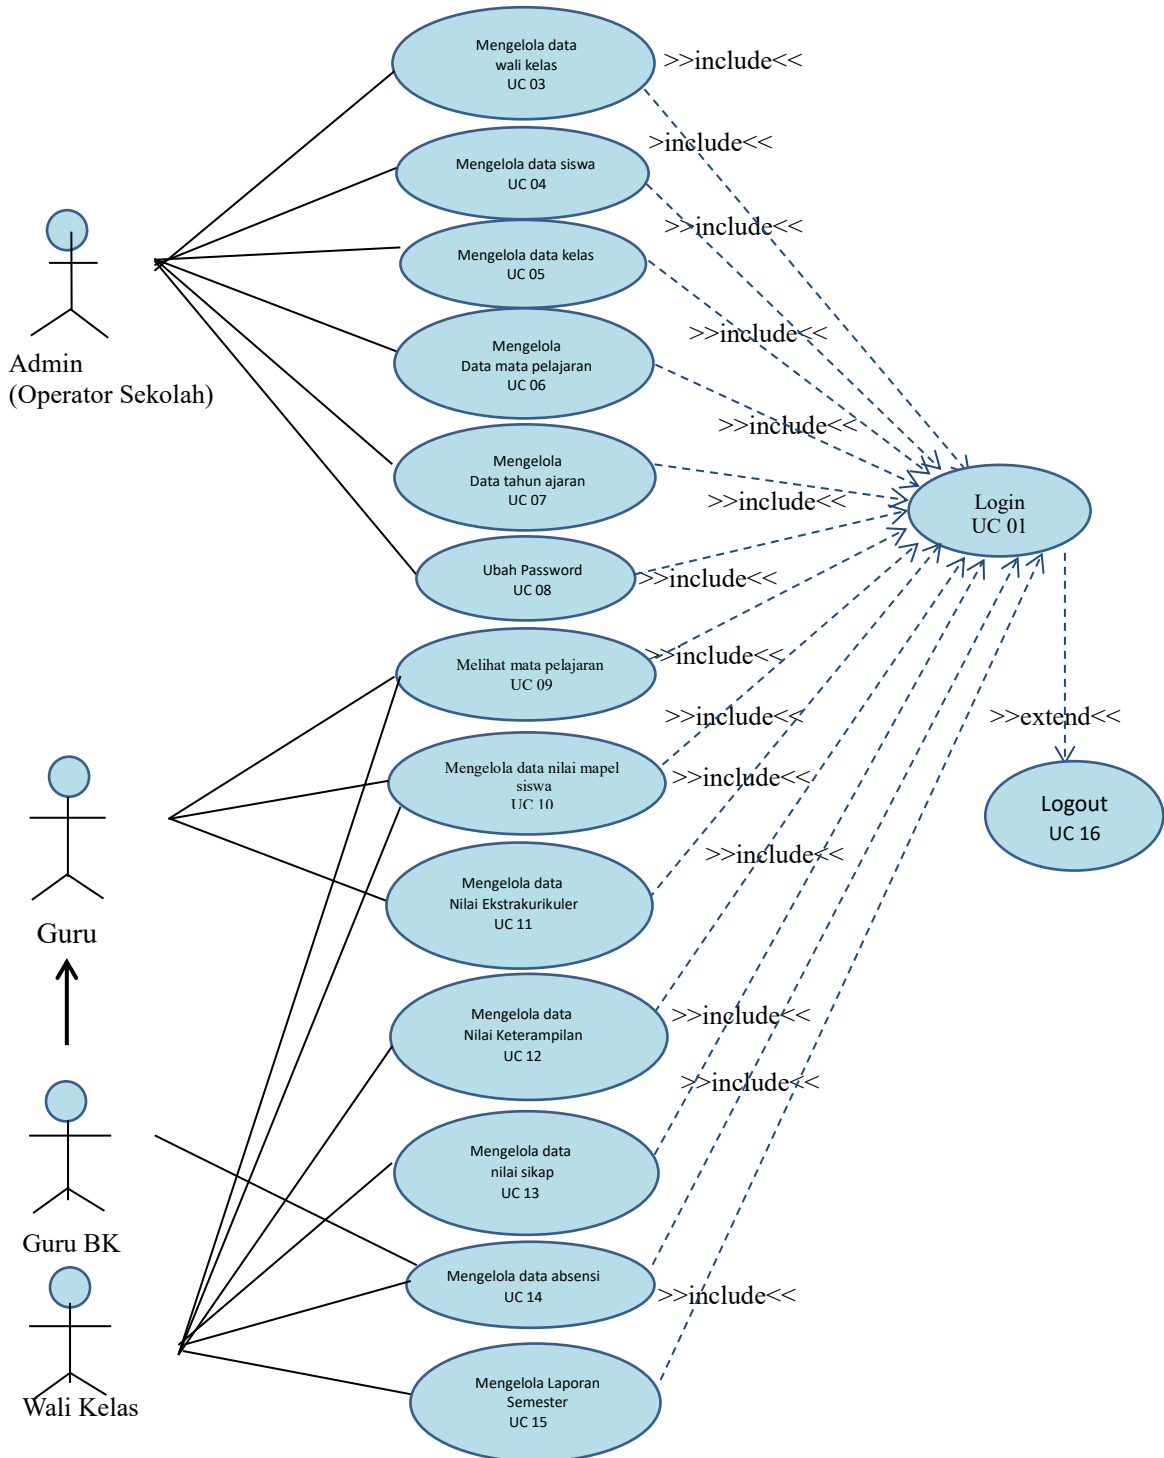 Mengelola data
wali kelas
UC 03
>>include<<
Mengelola data siswa
UC 04
>include<<
Mengelola data kelas
UC 05
>>include<<
Admin
(Operator Sekolah)
Mengelola
Data mata pelajaran
UC 06
>>include<<
Mengelola
Data tahun ajaran
UC 07
>>include<<
>>include<<
Login
UC 01
Ubah Password
UC 08
>>include<<
Melihat mata pelajaran
UC 09
>>include<<
>>include<<
>>extend<<
Mengelola data nilai mapel
siswa
UC 10
>>include<<
Logout
UC 16
>>include<<
Guru
Mengelola data
Nilai Ekstrakurikuler
UC 11
Mengelola data
Nilai Keterampilan
UC 12
>>include<<
>>include<<
Mengelola data
nilai sikap
UC 13
Guru BK
Mengelola data absensi
UC 14
>>include<<
Wali Kelas
Mengelola Laporan
Semester
UC 15